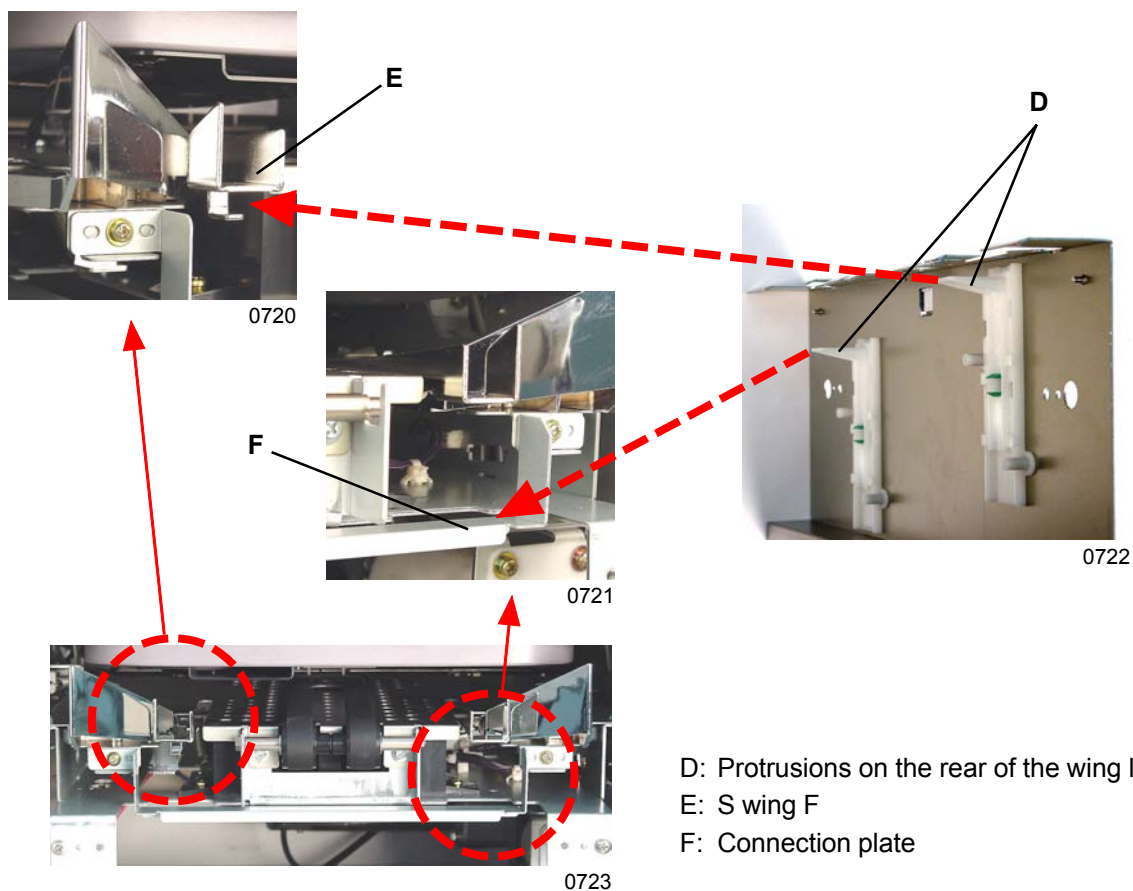 E
D
0720
F
0721
0722
0723
D: Protrusions on the rear of the wing l
E: S wing F
F: Connection plate